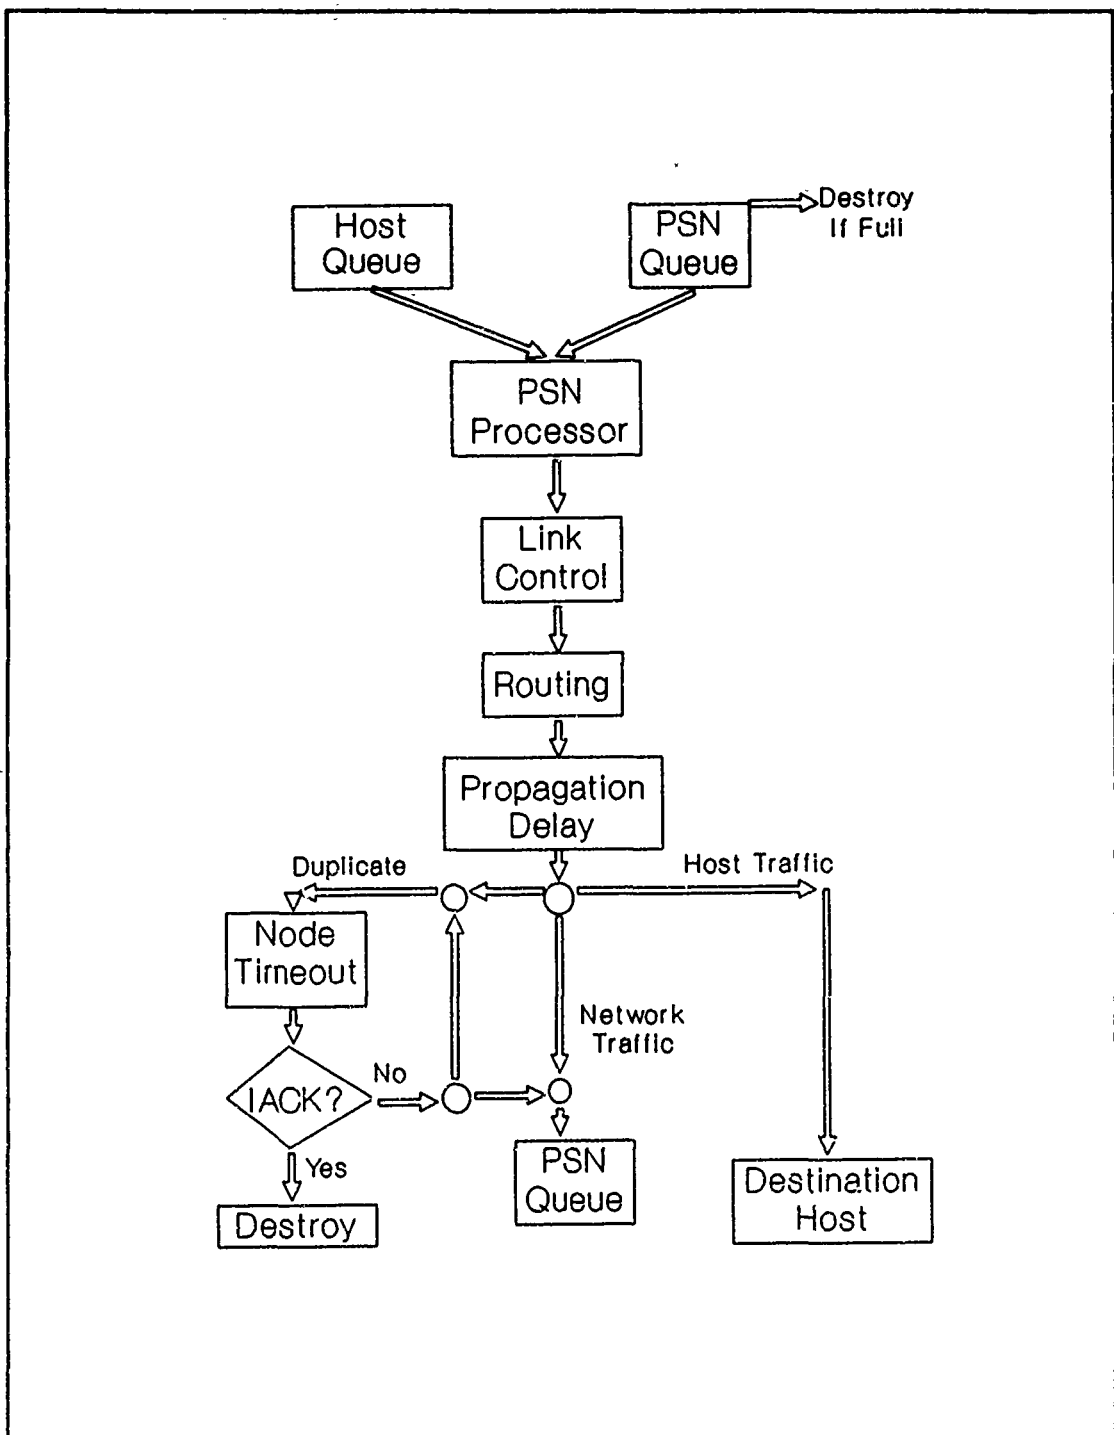 Host
Queue
PSN
Queue
Destroy
If Full
PSN
Processor
Link
Control
Routing
Propagation
Delay
Duplicate
Host Traffic
Node
Timeout
Network
Traffic
IACK?
No
Yes
PSN
Queue
Destination
Host
Destroy